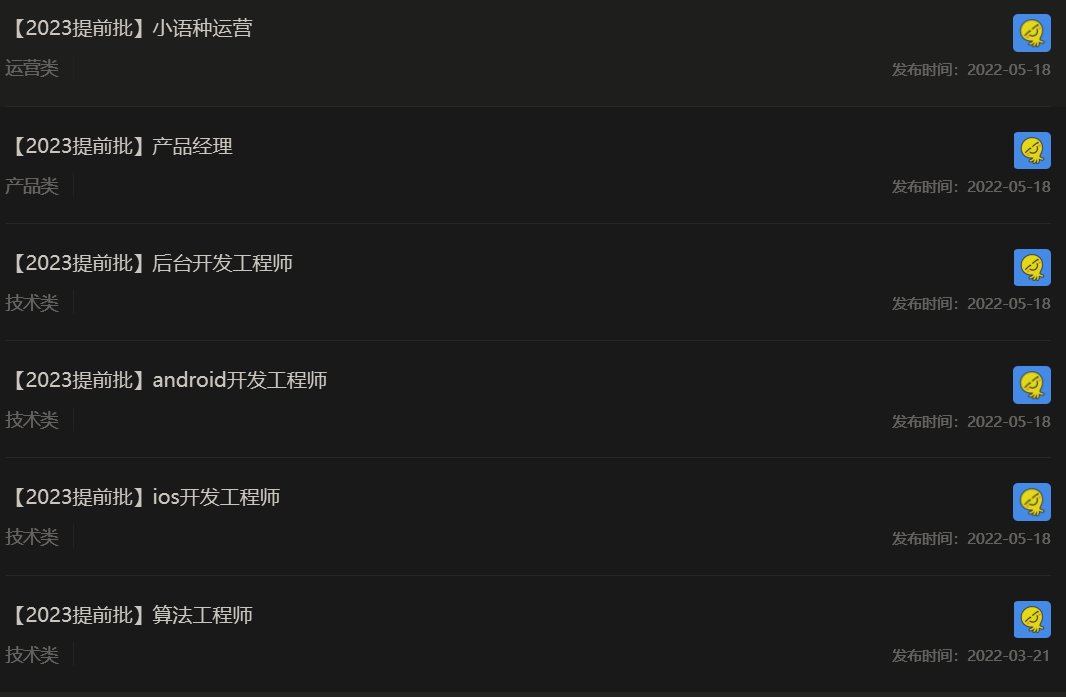 【2023提前批】小语种运营
运营类
发布时间：2022-05-18
【2023提前批】产品经理
产品类
发布时间：2022-05-18
【2023提前批】后台开发工程师
技术类
发布时间：2022-05-18
【2023提前批】android开发工程师
技术类
发布时间：2022-05-18
【2023提前批】ios开发工程师
技术类
发布时间：2022-05-18
【2023提前批】算法工程师
技术类
发布时间：2022-03-21